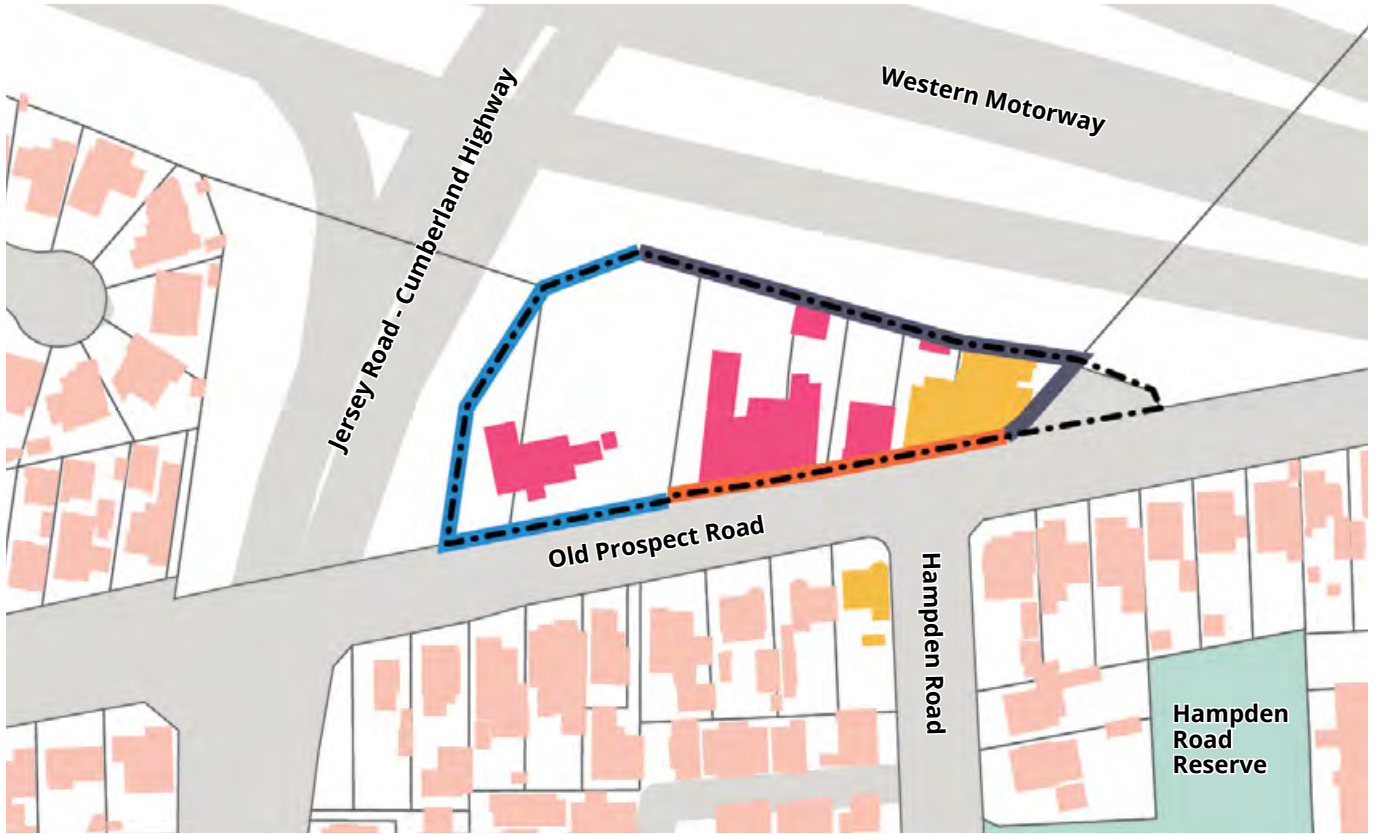 Western Motorway
Jersey Road - Cumberland Highway
Old Prospect Road
Hampden Road
Hampden
Road
Reserve